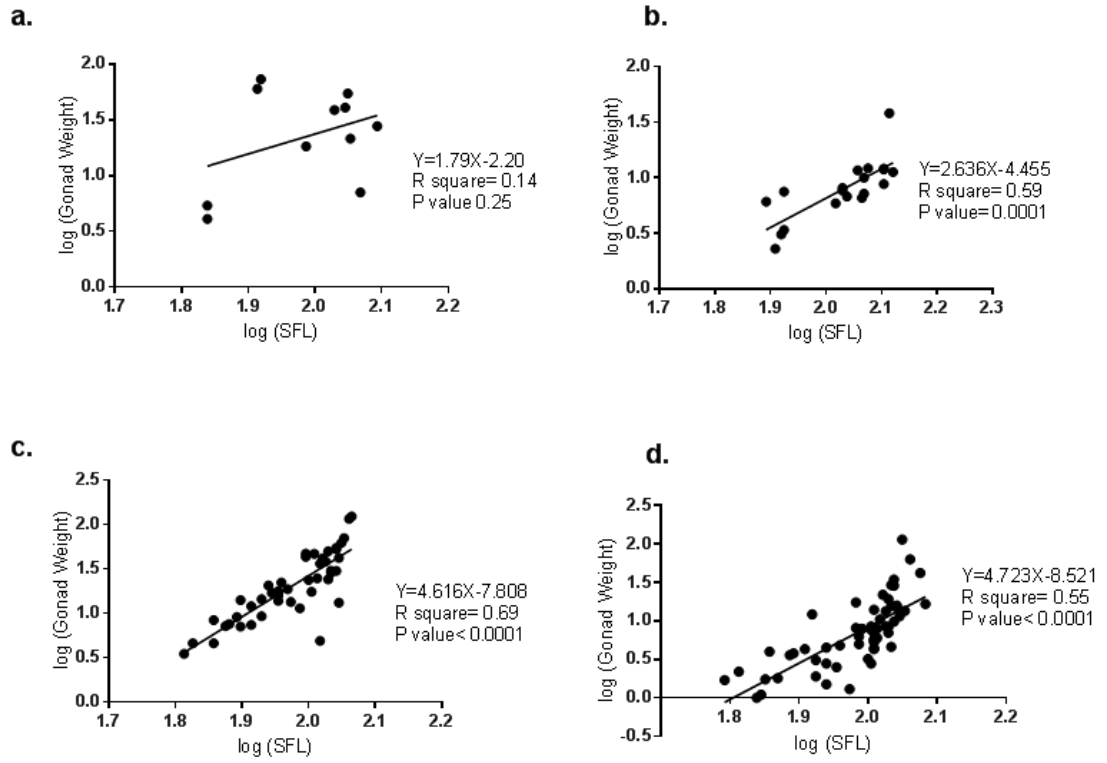 a.
2.0
1.5
1.0
0.5
0.0
log (Gonad Weight)
1.7 1.8 1.9 2.0 2.1 2.2
log (SFL)
Y=1.79X-2.20
R square= 0.14
P value 0.25
b.
2.0
1.5
1.0
0.5
0.0
log (Gonad Weight)
1.7 1.8 1.9 2.0 2.1 2.2 2.3
log (SFL)
Y=2.636X-4.455
R square= 0.59
P value= 0.0001
c.
2.5
2.0
1.5
1.0
0.5
0.0
log (Gonad Weight)
1.7 1.8 1.9 2.0 2.1 2.2
log (SFL)
Y=4.616X-7.808
R square= 0.69
P value< 0.0001
d.
2.5
2.0
1.5
1.0
0.5
0.0
-0.5
log (Gonad Weight)
1.7 1.8 1.9 2.0 2.1 2.2
log (SFL)
Y=4.723X-8.521
R square= 0.55
P value< 0.0001